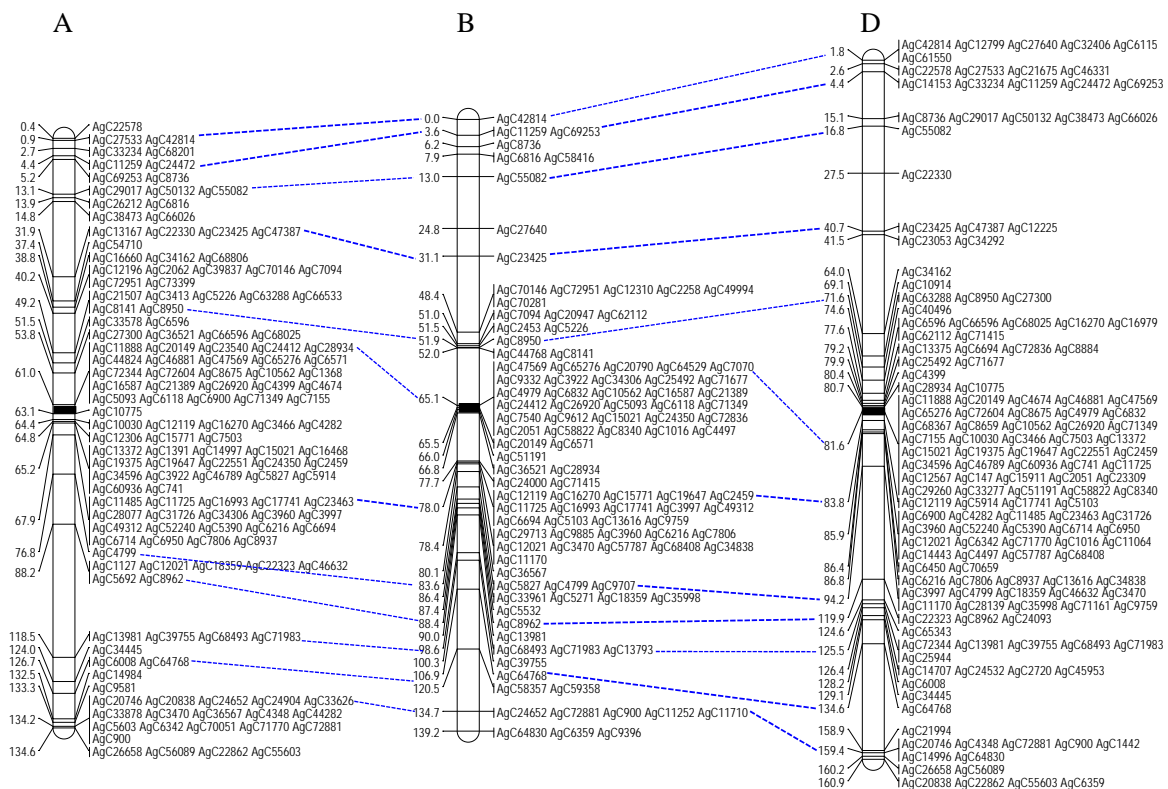 A
B
D
0.4
0.9
2.7
4.4
5.2
13.1
13.9
14.8
31.9
37.4
38.8
40.2
49.2
51.5
53.8
61.0
63.1
64.4
64.8
65.2
67.9
76.8
88.2
118.5
124.0
126.7
132.5
133.3
134.2
134.6
AgC22578
AgC27533 AgC42814
AgC33234 AgC68201
AgC11259 AgC24472
AgC69253 AgC8736
AgC29017 AgC50132 AgC55082
AgC26212 AgC6816
AgC38473 AgC66026
AgC13167 AgC22330 AgC23425 AgC47387
AgC54710
AgC16660 AgC34162 AgC68806
AgC12196 AgC2062 AgC39837 AgC70146 AgC7094
AgC72951 AgC73399
AgC21507 AgC3413 AgC5226 AgC63288 AgC66533
AgC8141 AgC8950
AgC33578 AgC6596
AgC27300 AgC36521 AgC66596 AgC68025
AgC11888 AgC20149 AgC23540 AgC24412 AgC28934
AgC44824 AgC46881 AgC47569 AgC65276 AgC6571
AgC72344 AgC72604 AgC8675 AgC10562 AgC1368
AgC16587 AgC21389 AgC26920 AgC4399 AgC4674
AgC5093 AgC6118 AgC6900 AgC71349 AgC7155
AgC10775
AgC10030 AgC12119 AgC16270 AgC3466 AgC4282
AgC12306 AgC15771 AgC7503
AgC13372 AgC1391 AgC14997 AgC15021 AgC16468
AgC19375 AgC19647 AgC22551 AgC24350 AgC2459
AgC34596 AgC3922 AgC46789 AgC5827 AgC5914
AgC60936 AgC741
AgC11485 AgC11725 AgC16993 AgC17741 AgC23463
AgC28077 AgC31726 AgC34306 AgC3960 AgC3997
AgC49312 AgC52240 AgC5390 AgC6216 AgC6694
AgC6714 AgC6950 AgC7806 AgC8937
AgC4799
AgC1127 AgC12021 AgC18359 AgC22323 AgC46632
AgC5692 AgC8962
AgC13981 AgC39755 AgC68493 AgC71983
AgC34445
AgC6008 AgC64768
AgC14984
AgC9581
AgC20746 AgC20838 AgC24652 AgC24904 AgC33626
AgC33878 AgC3470 AgC36567 AgC4348 AgC44282
AgC5603 AgC6342 AgC70051 AgC71770 AgC72881
AgC900
AgC26658 AgC56089 AgC22862 AgC55603
0.0
3.6
6.2
7.9
13.0
24.8
31.1
48.4
51.0
51.5
51.9
52.0
65.1
65.5
66.0
66.8
77.7
78.0
78.4
80.1
83.6
86.4
87.4
88.4
90.0
98.6
100.3
106.9
120.5
134.7
139.2
AgC42814
AgC11259 AgC69253
AgC8736
AgC6816 AgC58416
AgC55082
AgC27640
AgC23425
AgC70146 AgC72951 AgC12310 AgC2258 AgC49994
AgC70281
AgC7094 AgC20947 AgC62112
AgC2453 AgC5226
AgC8950
AgC44768 AgC8141
AgC47569 AgC65276 AgC20790 AgC64529 AgC7070
AgC9332 AgC3922 AgC34306 AgC25492 AgC71677
AgC4979 AgC6832 AgC10562 AgC16587 AgC21389
AgC24412 AgC26920 AgC5093 AgC6118 AgC71349
AgC7540 AgC9612 AgC15021 AgC24350 AgC72836
AgC2051 AgC58822 AgC8340 AgC1016 AgC4497
AgC20149 AgC6571
AgC51191
AgC36521 AgC28934
AgC24000 AgC71415
AgC12119 AgC16270 AgC15771 AgC19647 AgC2459
AgC11725 AgC16993 AgC17741 AgC3997 AgC49312
AgC6694 AgC5103 AgC13616 AgC9759
AgC29713 AgC9885 AgC3960 AgC6216 AgC7806
AgC12021 AgC3470 AgC57787 AgC68408 AgC34838
AgC11170
AgC36567
AgC5827 AgC4799 AgC9707
AgC33961 AgC5271 AgC18359 AgC35998
AgC5532
AgC8962
AgC13981
AgC68493 AgC71983 AgC13793
AgC39755
AgC64768
AgC58357 AgC59358
AgC24652 AgC72881 AgC900 AgC11252 AgC11710
AgC64830 AgC6359 AgC9396
1.8
2.6
4.4
15.1
16.8
27.5
40.7
41.5
64.0
69.1
71.6
74.6
77.6
79.2
79.9
80.4
80.7
81.6
83.8
85.9
86.4
86.8
94.2
119.9
124.6
125.5
126.4
128.2
129.1
134.6
158.9
159.4
160.2
160.9
AgC42814 AgC12799 AgC27640 AgC32406 AgC6115
AgC61550
AgC22578 AgC27533 AgC21675 AgC46331
AgC14153 AgC33234 AgC11259 AgC24472 AgC69253
AgC8736 AgC29017 AgC50132 AgC38473 AgC66026
AgC55082
AgC22330
AgC23425 AgC47387 AgC12225
AgC23053 AgC34292
AgC34162
AgC10914
AgC63288 AgC8950 AgC27300
AgC40496
AgC6596 AgC66596 AgC68025 AgC16270 AgC16979
AgC62112 AgC71415
AgC13375 AgC6694 AgC72836 AgC8884
AgC25492 AgC71677
AgC4399
AgC28934 AgC10775
AgC11888 AgC20149 AgC4674 AgC46881 AgC47569
AgC65276 AgC72604 AgC8675 AgC4979 AgC6832
AgC68367 AgC8659 AgC10562 AgC26920 AgC71349
AgC7155 AgC10030 AgC3466 AgC7503 AgC13372
AgC15021 AgC19375 AgC19647 AgC22551 AgC2459
AgC34596 AgC46789 AgC60936 AgC741 AgC11725
AgC12567 AgC147 AgC15911 AgC2051 AgC23309
AgC29260 AgC33277 AgC51191 AgC58822 AgC8340
AgC12119 AgC5914 AgC17741 AgC5103
AgC6900 AgC4282 AgC11485 AgC23463 AgC31726
AgC3960 AgC52240 AgC5390 AgC6714 AgC6950
AgC12021 AgC6342 AgC71770 AgC1016 AgC11064
AgC14443 AgC4497 AgC57787 AgC68408
AgC6450 AgC70659
AgC6216 AgC7806 AgC8937 AgC13616 AgC34838
AgC3997 AgC4799 AgC18359 AgC46632 AgC3470
AgC11170 AgC28139 AgC35998 AgC71161 AgC9759
AgC22323 AgC8962 AgC24093
AgC65343
AgC72344 AgC13981 AgC39755 AgC68493 AgC71983
AgC25944
AgC14707 AgC24532 AgC2720 AgC45953
AgC6008
AgC34445
AgC64768
AgC21994
AgC20746 AgC4348 AgC72881 AgC900 AgC1442
AgC14996 AgC64830
AgC26658 AgC56089
AgC20838 AgC22862 AgC55603 AgC6359